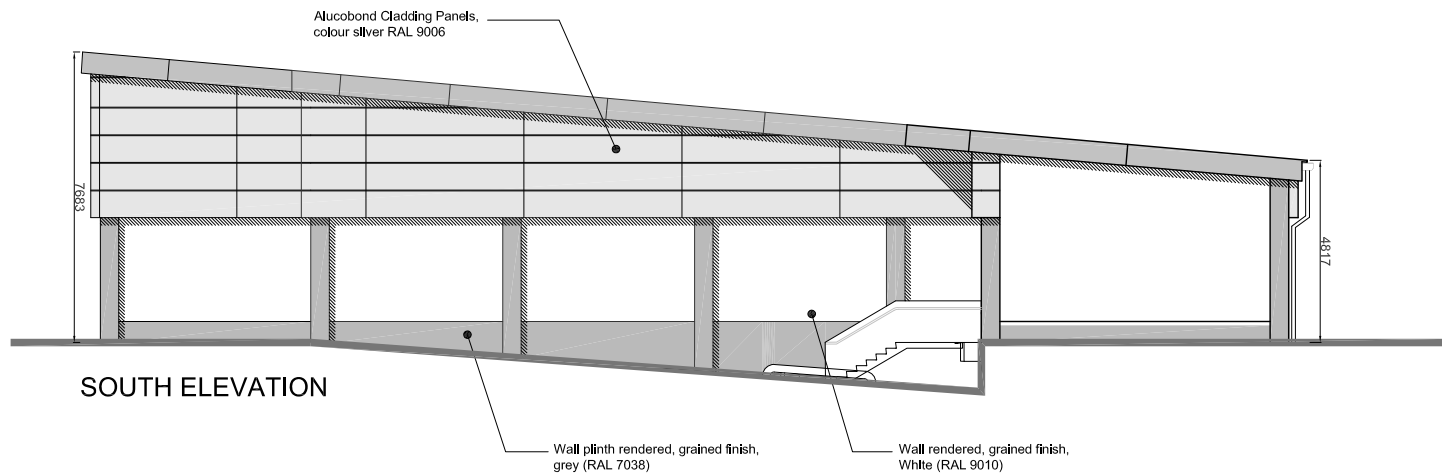 Alucobond Cladding Panels,
colour silver RAL 9006
7683
4817
SOUTH ELEVATION
Wall plinth rendered, grained finish,
grey (RAL 7038)
Wall rendered, grained finish,
White (RAL 9010)